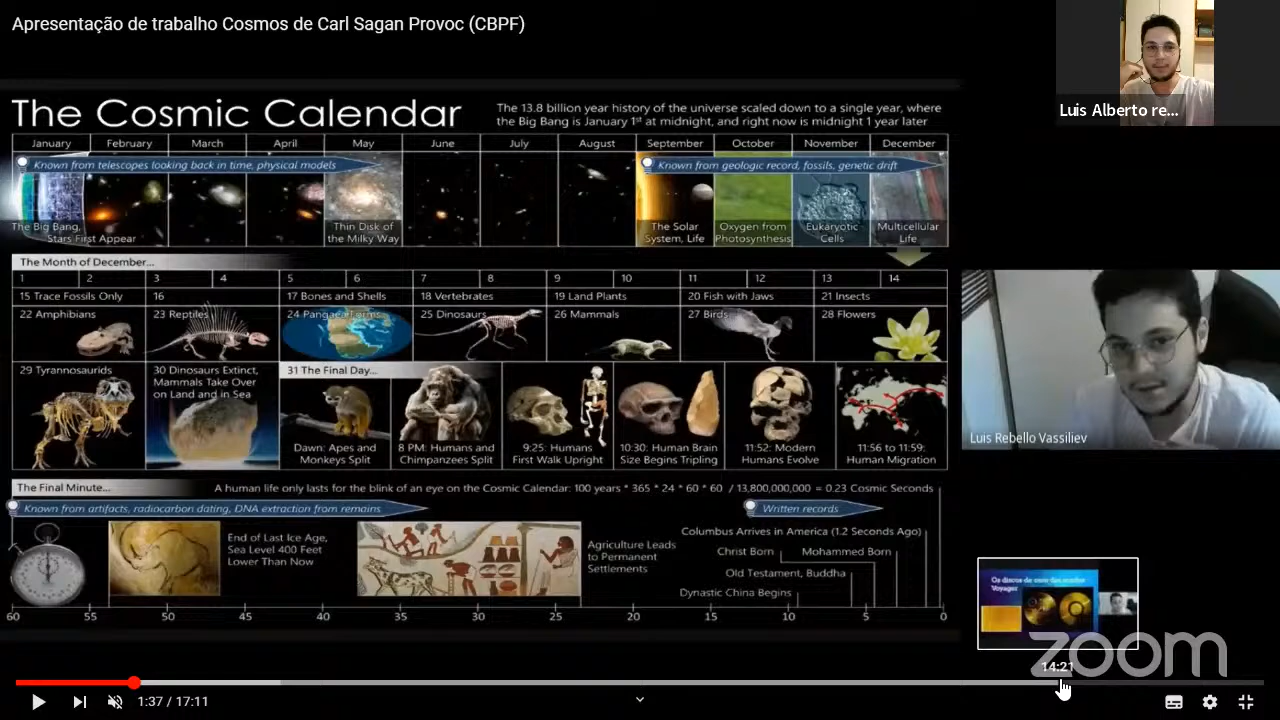 Apresentação de trabalho Cosmos de Carl Sagan Provoc (CBPF)
Luis Alberto re...
The Cosmic Calendar
The 13.8 billion year history of the universe scaled down to a single year, where
the Big Bang is January 1st at midnight, and right now is midnight 1 year later
January February March April May June July August September October November December
Known from telescopes looking back in time, physical models
Known from geologic record, fossils, genetic drift
The Big Bang,
Stars First Appear
Thin Disk of
the Milky Way
The Solar
System, Life
Oxygen from
Photosynthesis
Eukaryotic
Cells
Multicellular
Life
The Month of December...
1 2 3 4 5 6 7 8 9 10 11 12 13 14
15 Trace Fossils Only 16 17 Bones and Shells 18 Vertebrates 19 Land Plants 20 Fish with Jaws 21 Insects
22 Amphibians 23 Reptiles 24 Pangaea Forms 25 Dinosaurs 26 Mammals 27 Birds 28 Flowers
29 Tyrannosaurids
30 Dinosaurs Extinct,
Mammals Take Over
on Land and in Sea
31 The Final Day...
Dawn: Apes and
Monkeys Split
8 PM: Humans and
Chimpanzees Split
9:25: Humans
First Walk Upright
10:30: Human Brain
Size Begins Tripling
11:52: Modern
Humans Evolve
11:56 to 11:59:
Human Migration
Luis Rebello Vassiliev
The Final Minute...
A human life only lasts for the blink of an eye on the Cosmic Calendar: 100 years * 365 * 24 * 60 * 60 / 13,800,000,000 = 0.23 Cosmic Seconds
Known from artifacts, radiocarbon dating, DNA extraction from remains
Written records
End of Last Ice Age,
Sea Level 400 Feet
Lower Than Now
Agriculture Leads
to Permanent
Settlements
Columbus Arrives in America (1.2 Seconds Ago)
Christ Born
Mohammed Born
Old Testament, Buddha
Dynastic China Begins
60 55 50 45 40 35 30 25 20 15 10 5 0
Os discos de ouro das sondas
Voyager
zoom
14:21
1:37 / 17:11